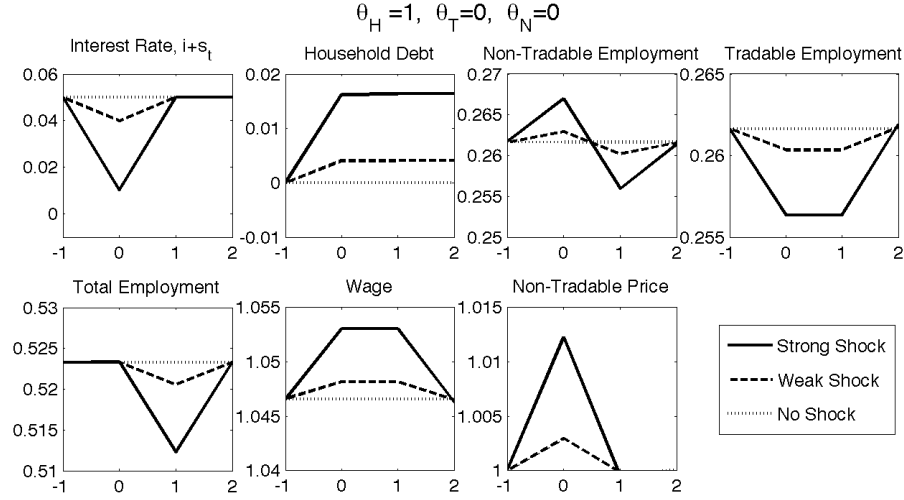 θ_H =1, θ_T=0, θ_N=0
Interest Rate, i+s_t
0.06
0.04
0.02
0
-1 0 1 2
Household Debt
0.02
0.01
0
-0.01
-1 0 1 2
Non-Tradable Employment
0.27
0.265
0.26
0.255
0.25
-1 0 1 2
Tradable Employment
0.265
0.26
0.255
-1 0 1 2
Total Employment
0.53
0.525
0.52
0.515
0.51
-1 0 1 2
Wage
1.055
1.05
1.045
1.04
-1 0 1 2
Non-Tradable Price
1.015
1.01
1.005
1
-1 0 1 2
Strong Shock
Weak Shock
No Shock